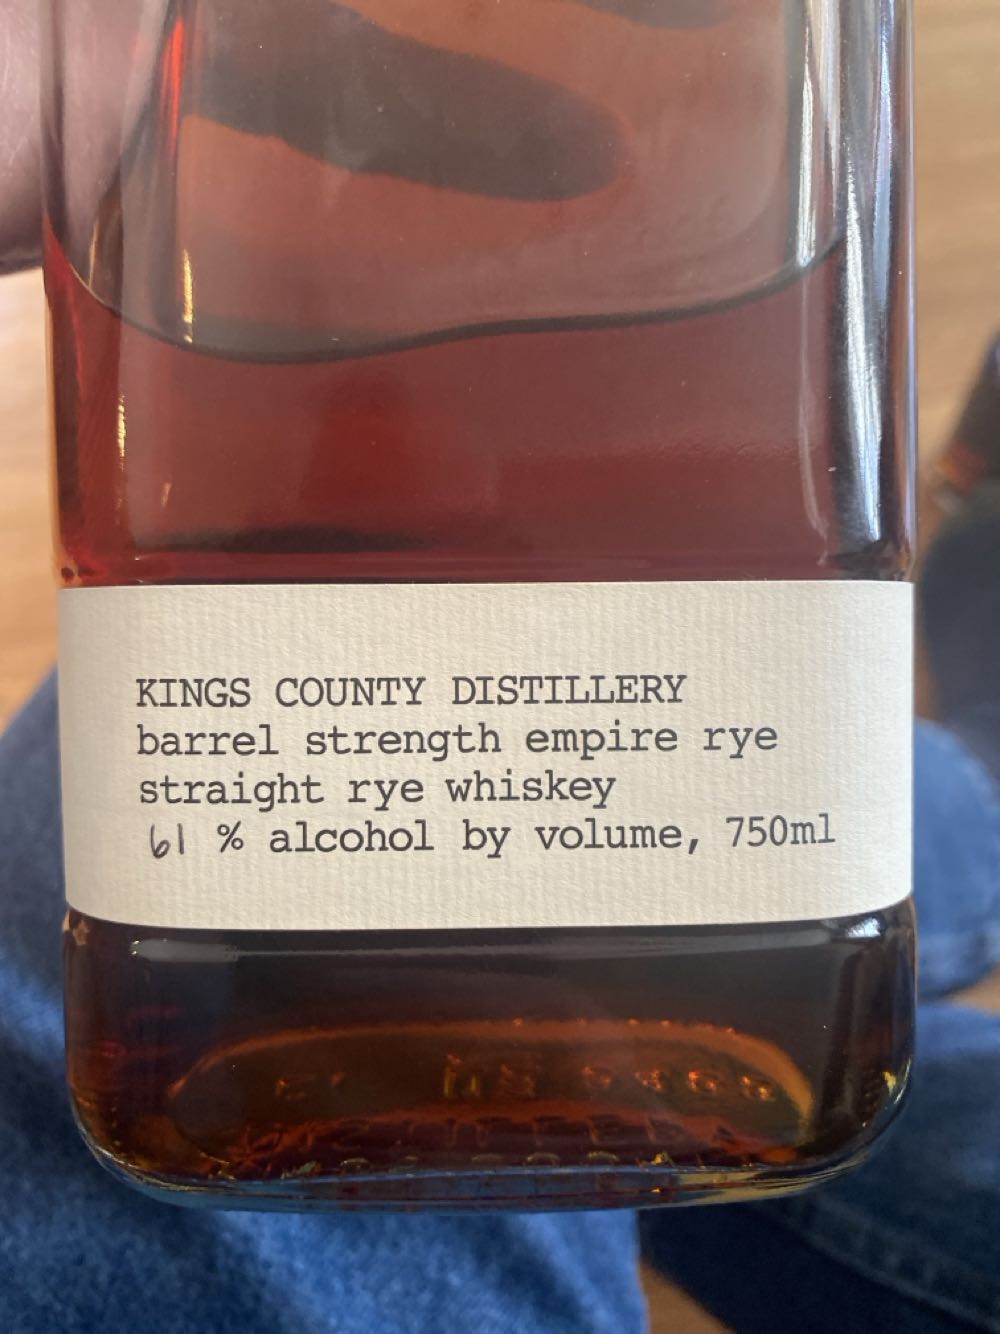 KINGS COUNTY DISTILLERY
barrel strength empire rye
straight rye whiskey
61 % alcohol by volume, 750ml